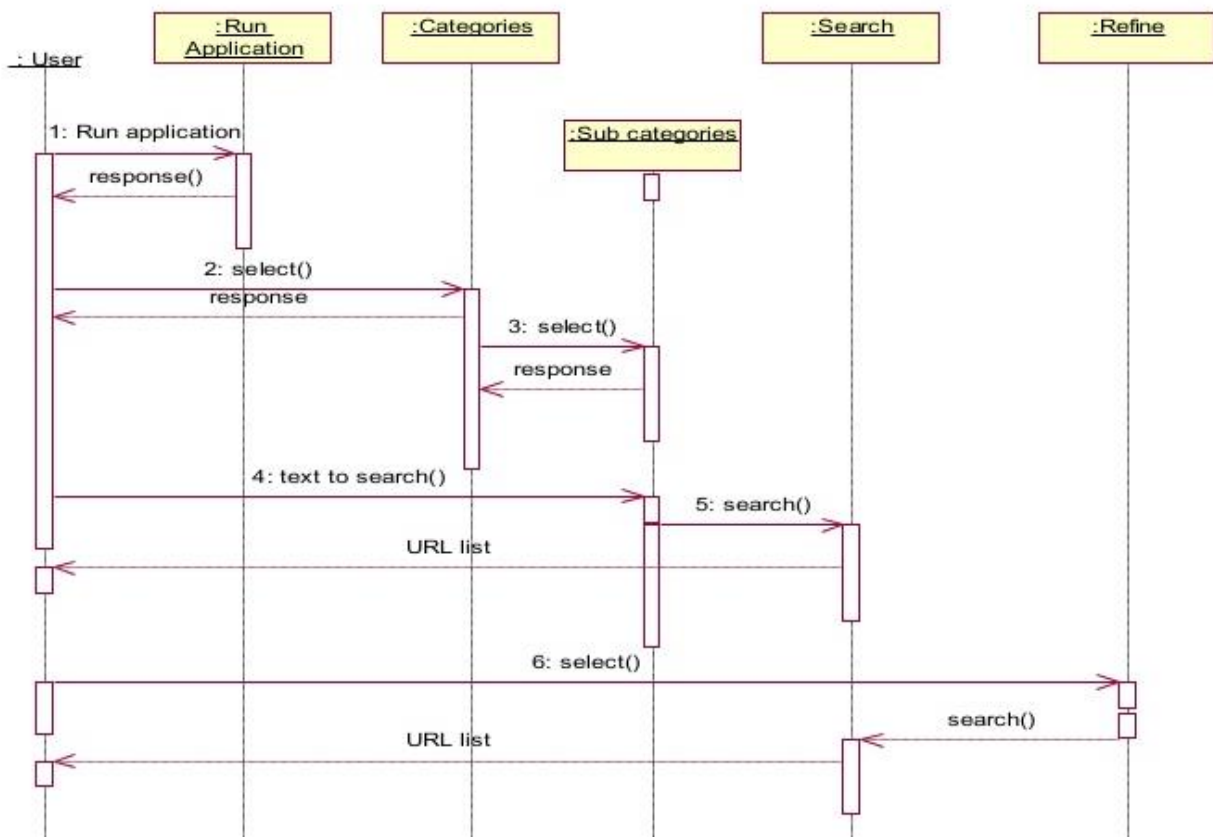 :Run
Application
:Categories
:Search
:Refine
: User
:Sub categories
1: Run application
response()
2: select()
response
3: select()
response
4: text to search()
5: search()
URL list
6: select()
search()
URL list